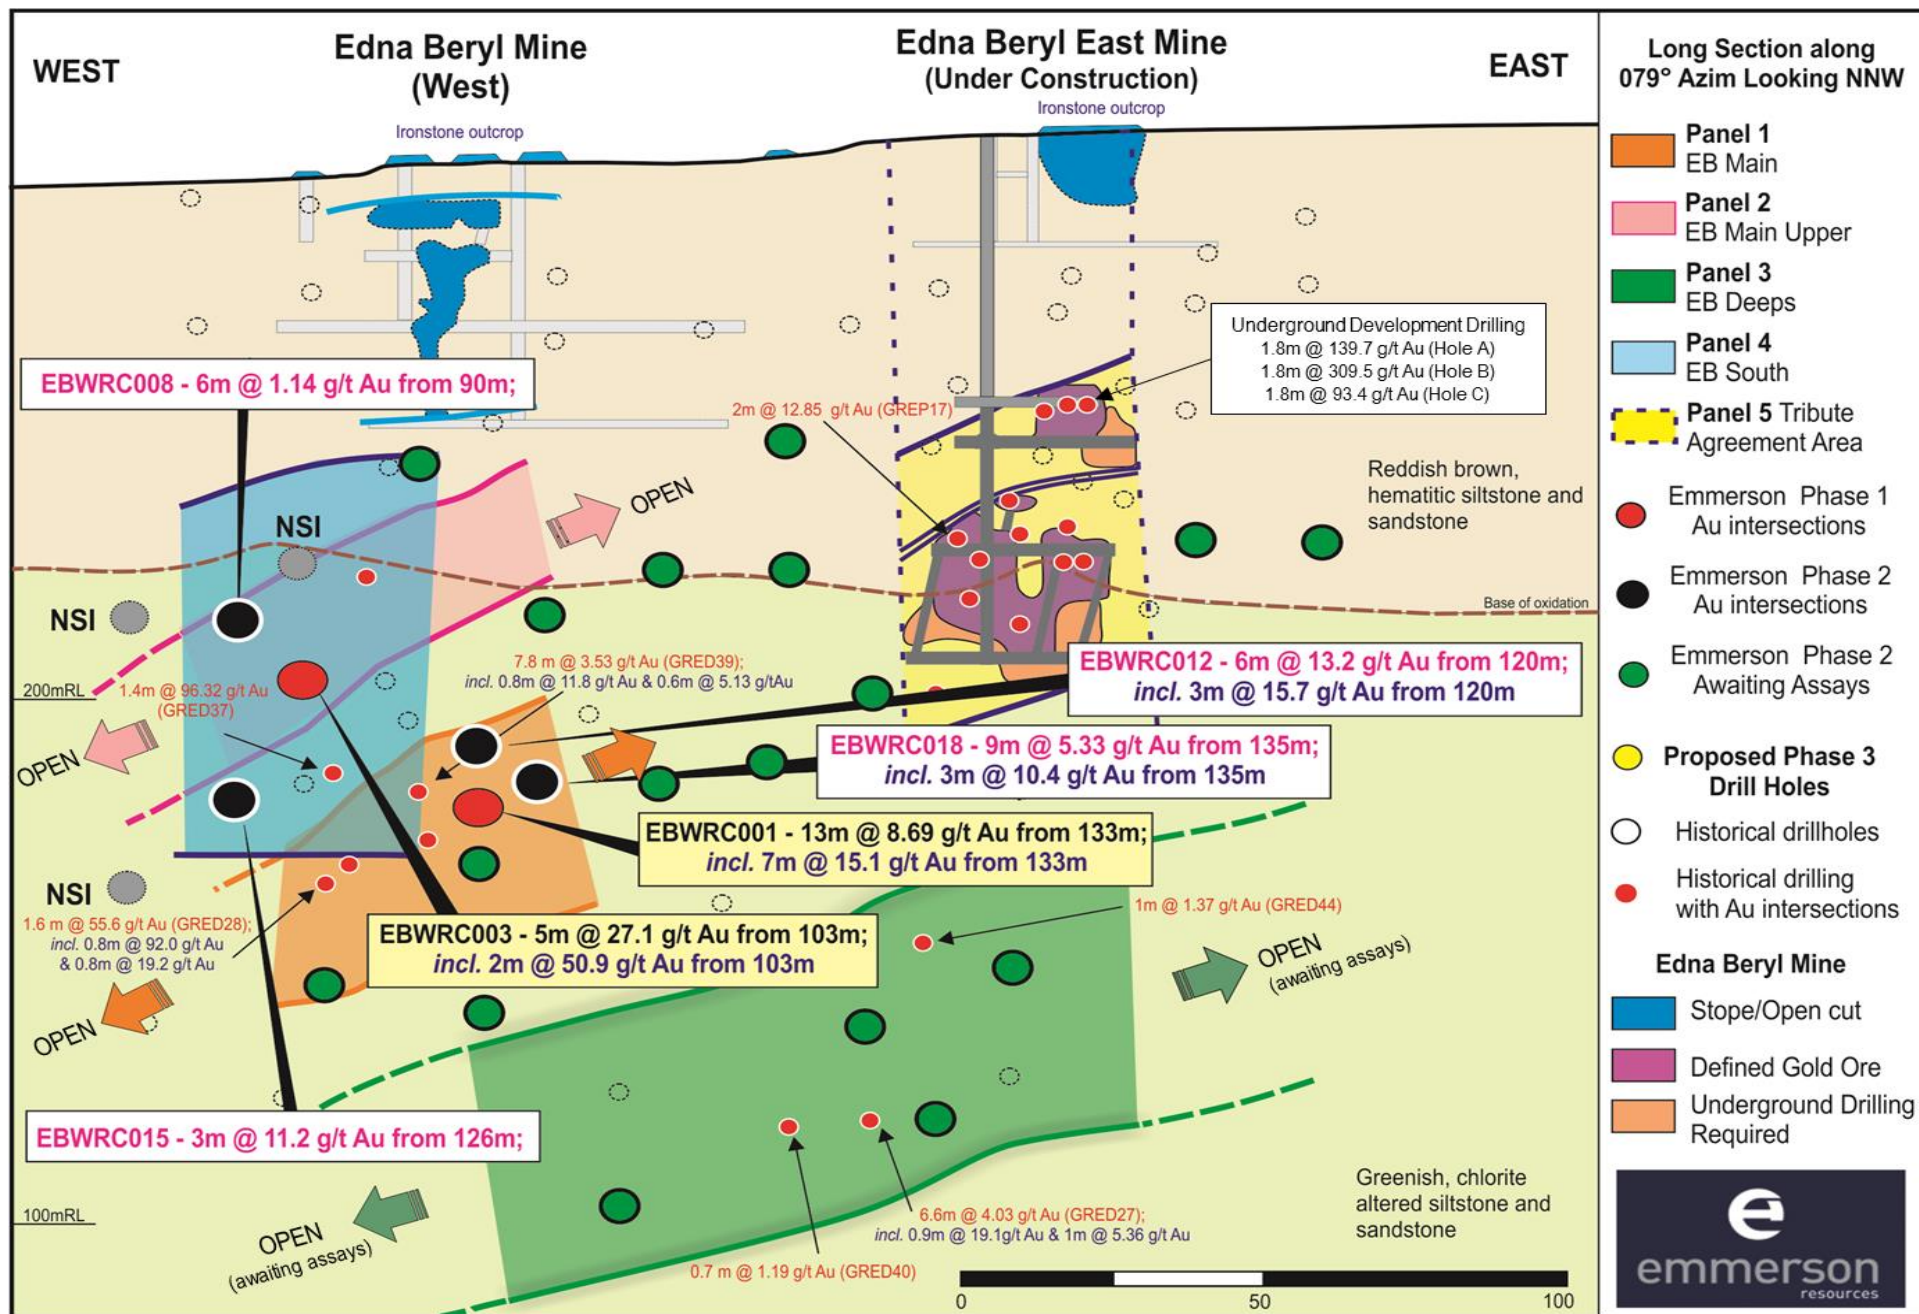 WEST
Edna Beryl Mine
(West)
Ironstone outcrop
Edna Beryl East Mine
(Under Construction)
Ironstone outcrop
EAST
EBWRC008 - 6m @ 1.14 g/t Au from 90m;
Underground Development Drilling
1.8m @ 139.7 g/t Au (Hole A)
1.8m @ 309.5 g/t Au (Hole B)
1.8m @ 93.4 g/t Au (Hole C)
2m @ 12.85 g/t Au (GREP17)
Reddish brown,
hematitic siltstone and
sandstone
OPEN
NSI
NSI
Base of oxidation
7.8 m @ 3.53 g/t Au (GRED39);
incl. 0.8m @ 11.8 g/t Au & 0.6m @ 5.13 g/tAu
EBWRC012 - 6m @ 13.2 g/t Au from 120m;
incl. 3m @ 15.7 g/t Au from 120m
200mRL
1.4m @ 96.32 g/t Au
(GRED37)
OPEN
EBWRC018 - 9m @ 5.33 g/t Au from 135m;
incl. 3m @ 10.4 g/t Au from 135m
EBWRC001 - 13m @ 8.69 g/t Au from 133m;
incl. 7m @ 15.1 g/t Au from 133m
NSI
1.6 m @ 55.6 g/t Au (GRED28);
incl. 0.8m @ 92.0 g/t Au
& 0.8m @ 19.2 g/t Au
EBWRC003 - 5m @ 27.1 g/t Au from 103m;
incl. 2m @ 50.9 g/t Au from 103m
1m @ 1.37 g/t Au (GRED44)
OPEN
(awaiting assays)
OPEN
EBWRC015 - 3m @ 11.2 g/t Au from 126m;
Greenish, chlorite
altered siltstone and
sandstone
100mRL
OPEN
(awaiting assays)
6.6m @ 4.03 g/t Au (GRED27);
incl. 0.9m @ 19.1g/t Au & 1m @ 5.36 g/t Au
0.7 m @ 1.19 g/t Au (GRED40)
0 50 100
Long Section along
079° Azim Looking NNW
Panel 1
EB Main
Panel 2
EB Main Upper
Panel 3
EB Deeps
Panel 4
EB South
Panel 5 Tribute
Agreement Area
Emmerson Phase 1
Au intersections
Emmerson Phase 2
Au intersections
Emmerson Phase 2
Awaiting Assays
Proposed Phase 3
Drill Holes
Historical drillholes
Historical drilling
with Au intersections
Edna Beryl Mine
Stope/Open cut
Defined Gold Ore
Underground Drilling
Required
e
emmerson
resources